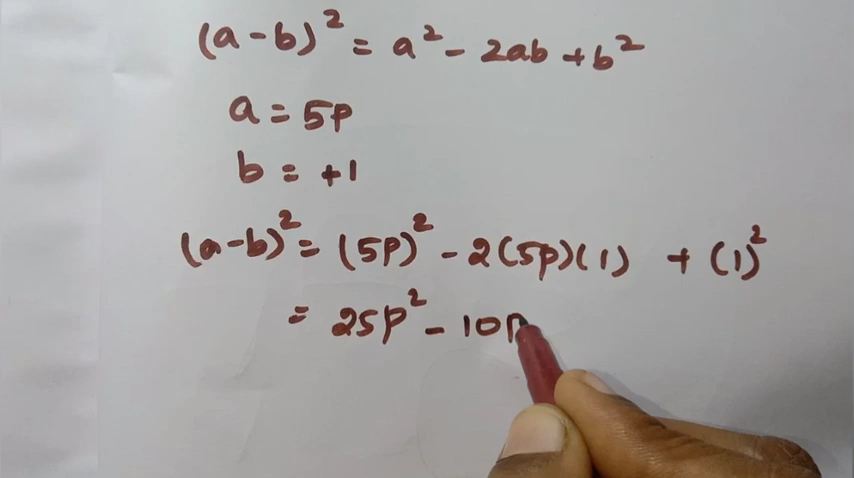 (a-b)² = a² - 2ab + b²
a = 5p
b = +1
(a-b)² = (5p)² - 2(5p)(1) + (1)²
= 25p² - 10p